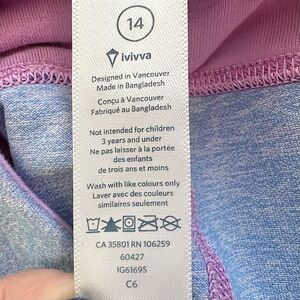 14
ivivva
Designed in Vancouver
Made in Bangladesh
Conçu à Vancouver
Fabriqué au Bangladesh
Not intended for children
3 years and under
Ne pas laisser à la portée
des enfants
de trois ans et moins
Wash with like colours only
Laver avec des couleurs
similaires seulement
CA 35801 RN 106259
60427
IG6169S
C6